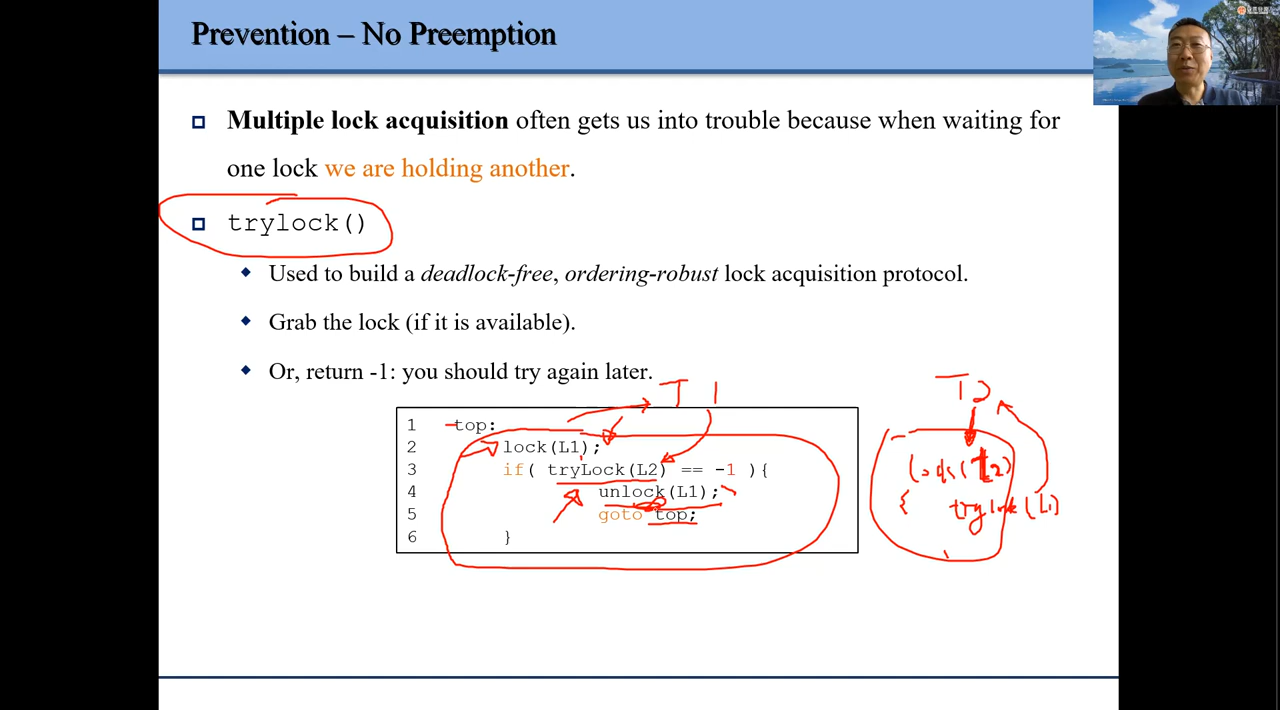 Prevention – No Preemption
Multiple lock acquisition often gets us into trouble because when waiting for
one lock we are holding another.
trylock()
Used to build a deadlock-free, ordering-robust lock acquisition protocol.
Grab the lock (if it is available).
Or, return -1: you should try again later.
T1
T2
1 top:
2 lock(L1);
3 if( tryLock(L2) == -1 ){
4 unlock(L1);
5 goto top;
6 }
lock(L2)
{ trylock(L1)